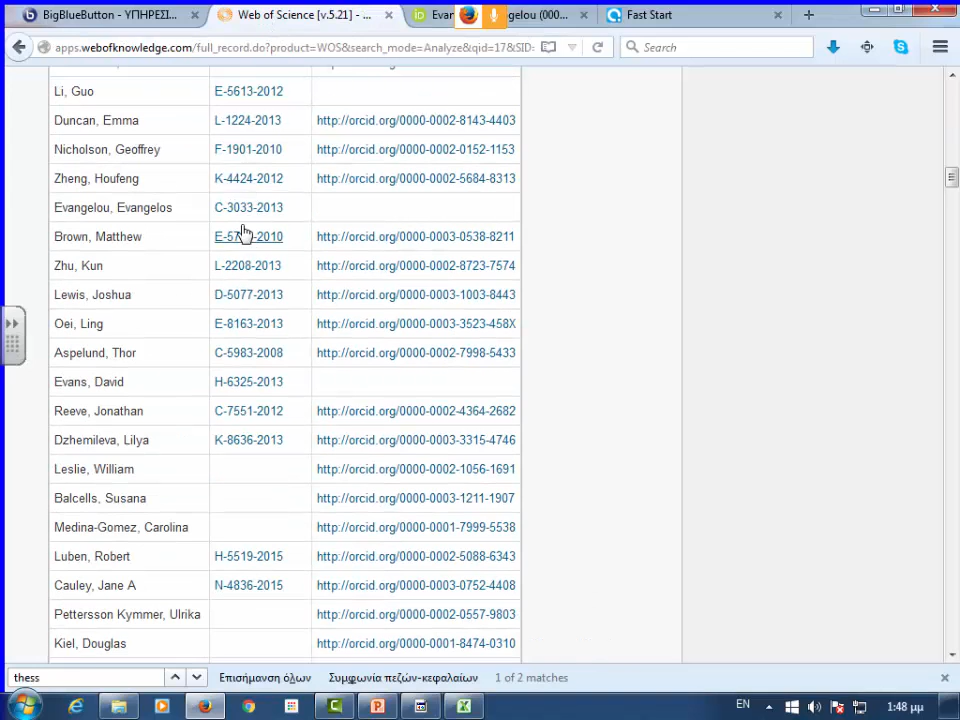 BigBlueButton - ΥΠΗΡΕΣΙ...
Web of Science [v.5.21] - ...
Evan
gelou (000...
Fast Start
apps.webofknowledge.com/full_record.do?product=WOS&search_mode=Analyze&qid=17&SID:
Search
Li, Guo E-5613-2012
Duncan, Emma L-1224-2013 http://orcid.org/0000-0002-8143-4403
Nicholson, Geoffrey F-1901-2010 http://orcid.org/0000-0002-0152-1153
Zheng, Houfeng K-4424-2012 http://orcid.org/0000-0002-5684-8313
Evangelou, Evangelos C-3033-2013
Brown, Matthew -2010 http://orcid.org/0000-0003-0538-8211
Zhu, Kun L-2208-2013 http://orcid.org/0000-0002-8723-7574
Lewis, Joshua D-5077-2013 http://orcid.org/0000-0003-1003-8443
Oei, Ling E-8163-2013 http://orcid.org/0000-0003-3523-458X
Aspelund, Thor C-5983-2008 http://orcid.org/0000-0002-7998-5433
Evans, David H-6325-2013
Reeve, Jonathan C-7551-2012 http://orcid.org/0000-0002-4364-2682
Dzhemileva, Lilya K-8636-2013 http://orcid.org/0000-0003-3315-4746
Leslie, William http://orcid.org/0000-0002-1056-1691
Balcells, Susana http://orcid.org/0000-0003-1211-1907
Medina-Gomez, Carolina http://orcid.org/0000-0001-7999-5538
Luben, Robert H-5519-2015 http://orcid.org/0000-0002-5088-6343
Cauley, Jane A N-4836-2015 http://orcid.org/0000-0003-0752-4408
Pettersson Kymmer, Ulrika http://orcid.org/0000-0002-0557-9803
Kiel, Douglas http://orcid.org/0000-0001-8474-0310
thess Επισήμανση όλων Συμφωνία πεζών-κεφαλαίων 1 of 2 matches
EN 1:48 μμ